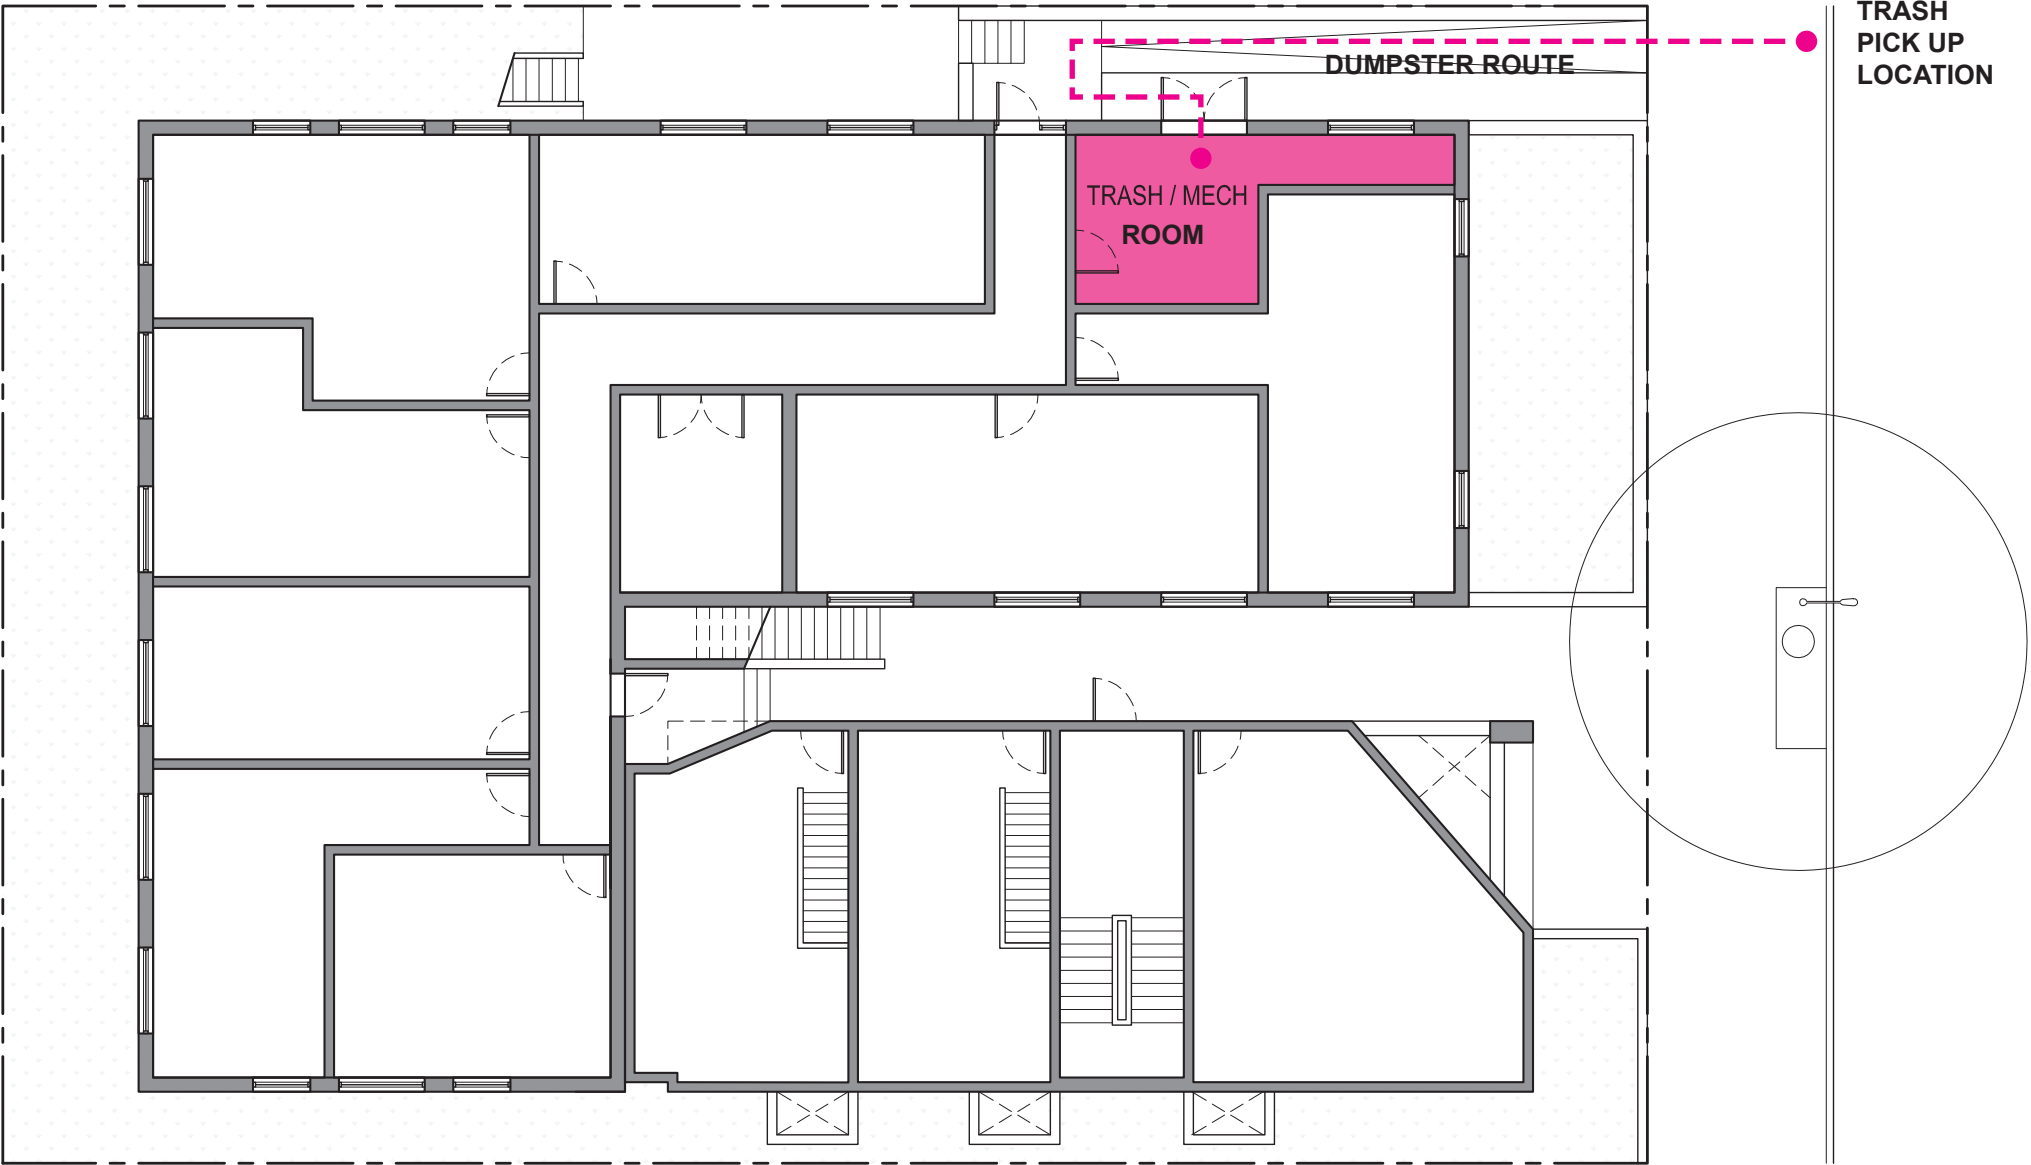 TRASH
PICK UP
LOCATION
DUMPSTER ROUTE
TRASH / MECH
ROOM